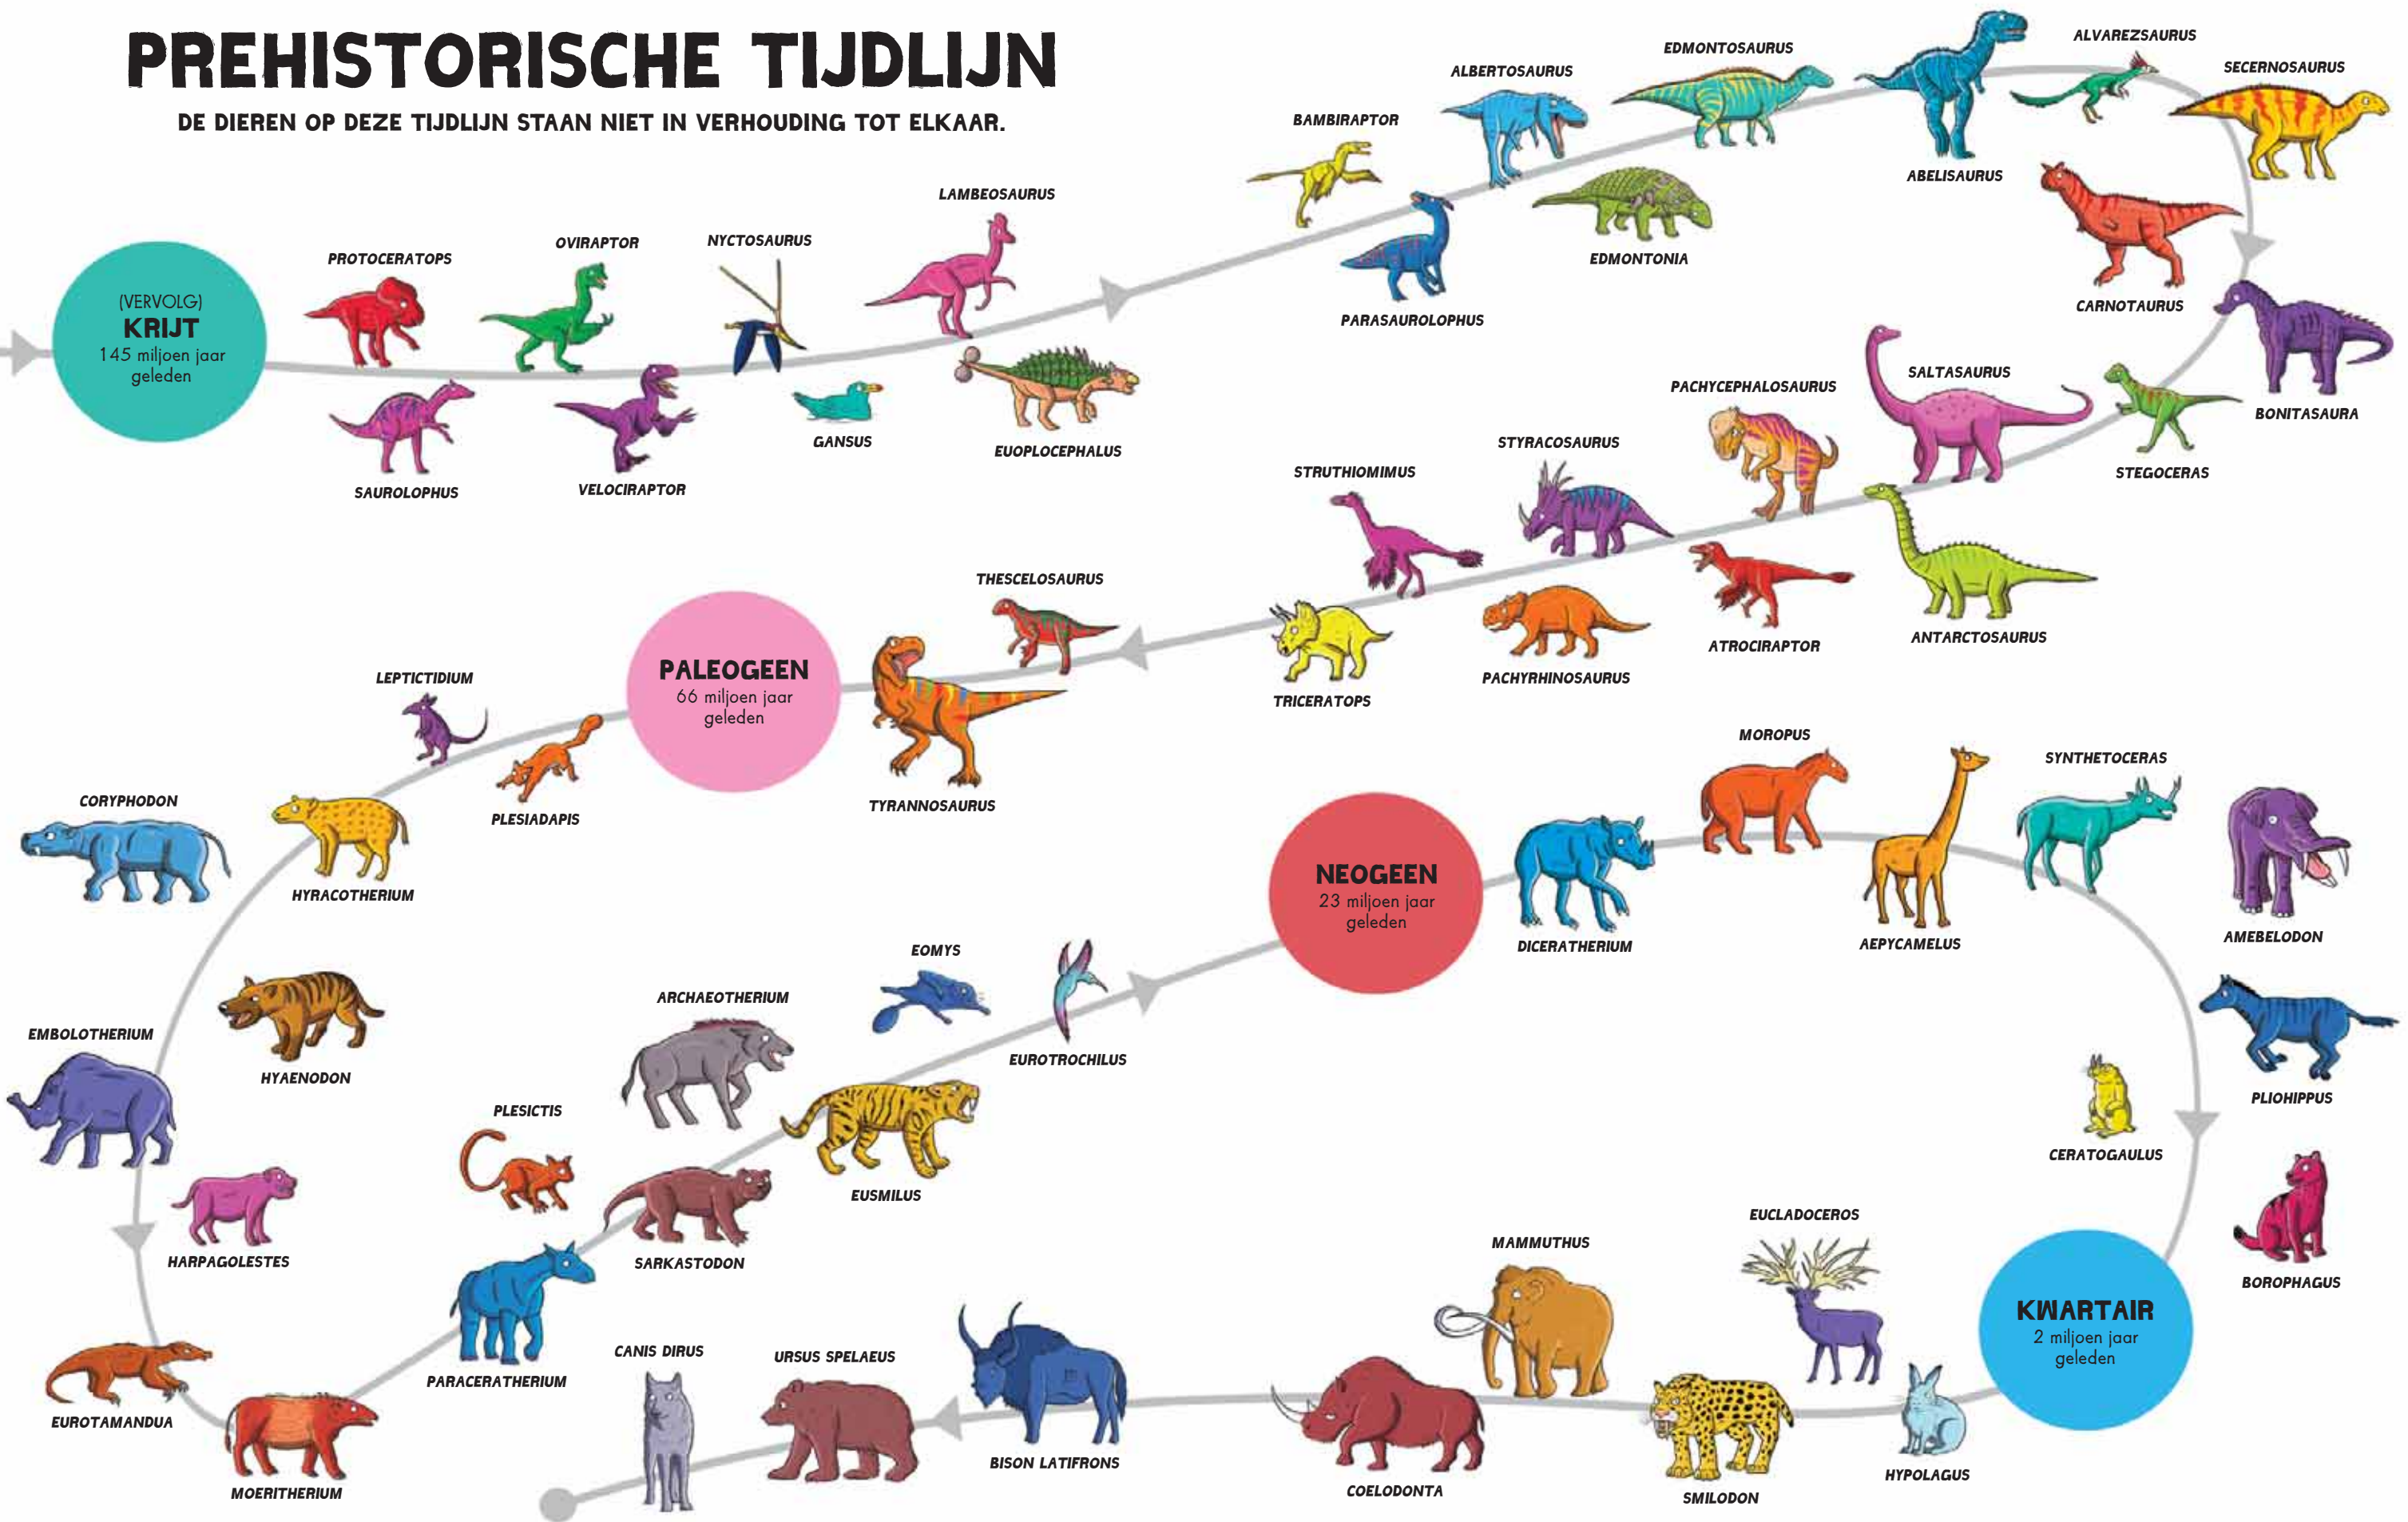 PREHISTORISCHE TIJDLIJN
DE DIEREN OP DEZE TIJDLIJN STAAN NIET IN VERHOUDING TOT ELKAAR.
(VERVOLG)
KRIJT
145 miljoen jaar
geleden
PROTOCERATOPS
SAUROLOPHUS
OVIRAPTOR
VELOCIRAPTOR
NYCTOSAURUS
GANSUS
LAMBEOSAURUS
EUOPLOCEPHALUS
BAMBIRAPTOR
PARASAUROLOPHUS
ALBERTOSAURUS
EDMONTONIA
EDMONTOSAURUS
ABELISAURUS
ALVAREZSAURUS
SECERNOSAURUS
CARNOTAURUS
BONITASAURA
STEGOCERAS
SALTASAURUS
ANTARCTOSAURUS
PACHYCEPHALOSAURUS
ATROCIRAPTOR
STYRACOSAURUS
PACHYRHINOSAURUS
STRUTHIOMIMUS
TRICERATOPS
THESCELOSAURUS
TYRANNOSAURUS
PALEOGEEN
66 miljoen jaar
geleden
PLESIADAPIS
LEPTICTIDIUM
HYRACOTHERIUM
CORYPHODON
HYAENODON
EMBOLOTHERIUM
HARPAGOLESTES
EUROTAMANDUA
MOERITHERIUM
PARACERATHERIUM
PLESICTIS
SARKASTODON
ARCHAEOTHERIUM
EUSMILUS
EOMYS
EUROTROCHILUS
NEOGEEN
23 miljoen jaar
geleden
DICERATHERIUM
MOROPUS
AEPYCAMELUS
SYNTHETOCERAS
AMEBELODON
PLIOHIPPUS
CERATOGAULUS
BOROPHAGUS
KWARTAIR
2 miljoen jaar
geleden
HYPOLAGUS
EUCLADOCEROS
SMILODON
MAMMUTHUS
COELODONTA
BISON LATIFRONS
URSUS SPELAEUS
CANIS DIRUS